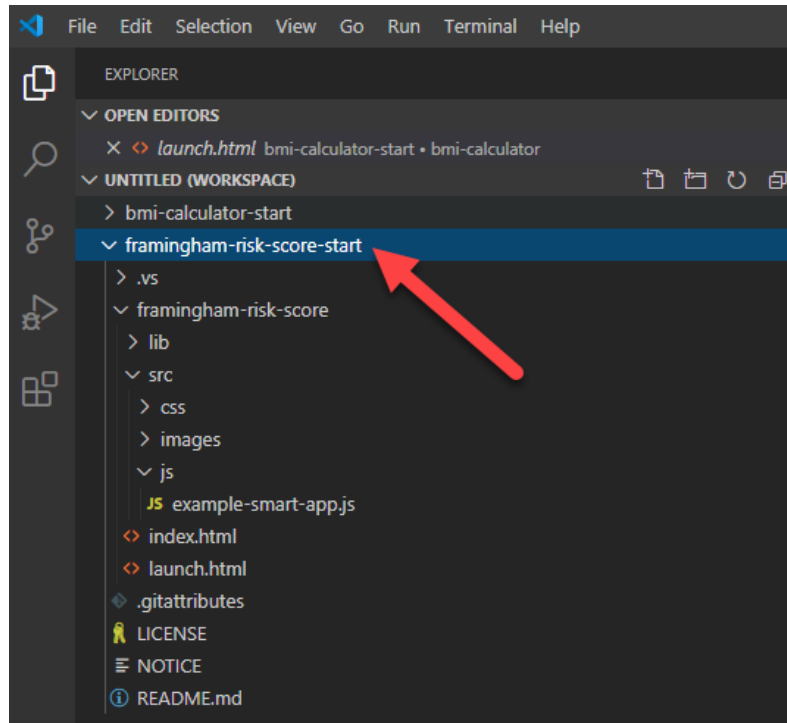 File Edit Selection View Go Run Terminal Help
EXPLORER
OPEN EDITORS
launch.html bmi-calculator-start • bmi-calculator
UNTITLED (WORKSPACE)
bmi-calculator-start
framingham-risk-score-start
.vs
framingham-risk-score
lib
src
css
images
js
JS example-smart-app.js
index.html
launch.html
.gitattributes
LICENSE
NOTICE
README.md